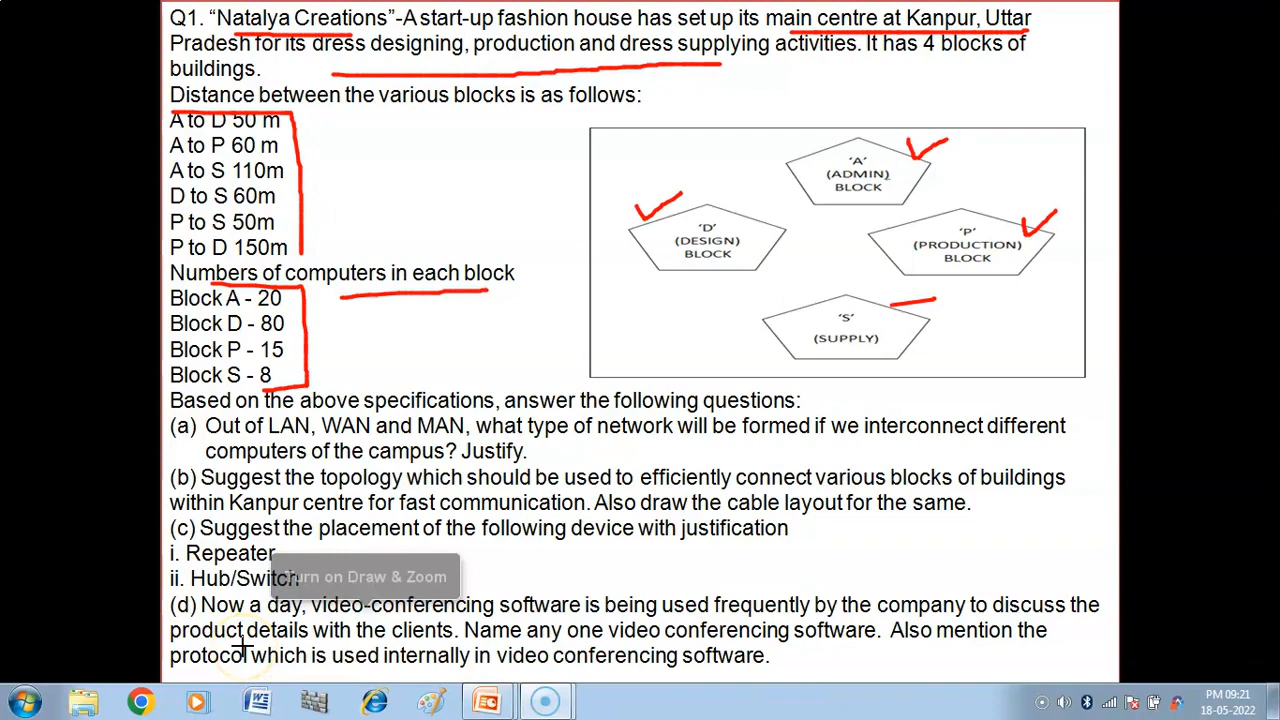 Q1. “Natalya Creations”-A start-up fashion house has set up its main centre at Kanpur, Uttar
Pradesh for its dress designing, production and dress supplying activities. It has 4 blocks of
buildings.
Distance between the various blocks is as follows:
A to D 50 m
A to P 60 m
A to S 110m
D to S 60m
P to S 50m
P to D 150m
Numbers of computers in each block
Block A - 20
Block D - 80
Block P - 15
Block S - 8
‘A’
(ADMIN)
BLOCK
‘D’
(DESIGN)
BLOCK
‘P’
(PRODUCTION)
BLOCK
‘S’
(SUPPLY)
Based on the above specifications, answer the following questions:
(a) Out of LAN, WAN and MAN, what type of network will be formed if we interconnect different
computers of the campus? Justify.
(b) Suggest the topology which should be used to efficiently connect various blocks of buildings
within Kanpur centre for fast communication. Also draw the cable layout for the same.
(c) Suggest the placement of the following device with justification
i. Repeater
ii. Hub/Switch
Turn on Draw & Zoom
(d) Now a day, video-conferencing software is being used frequently by the company to discuss the
product details with the clients. Name any one video conferencing software. Also mention the
protocol which is used internally in video conferencing software.
PM 09:21
18-05-2022